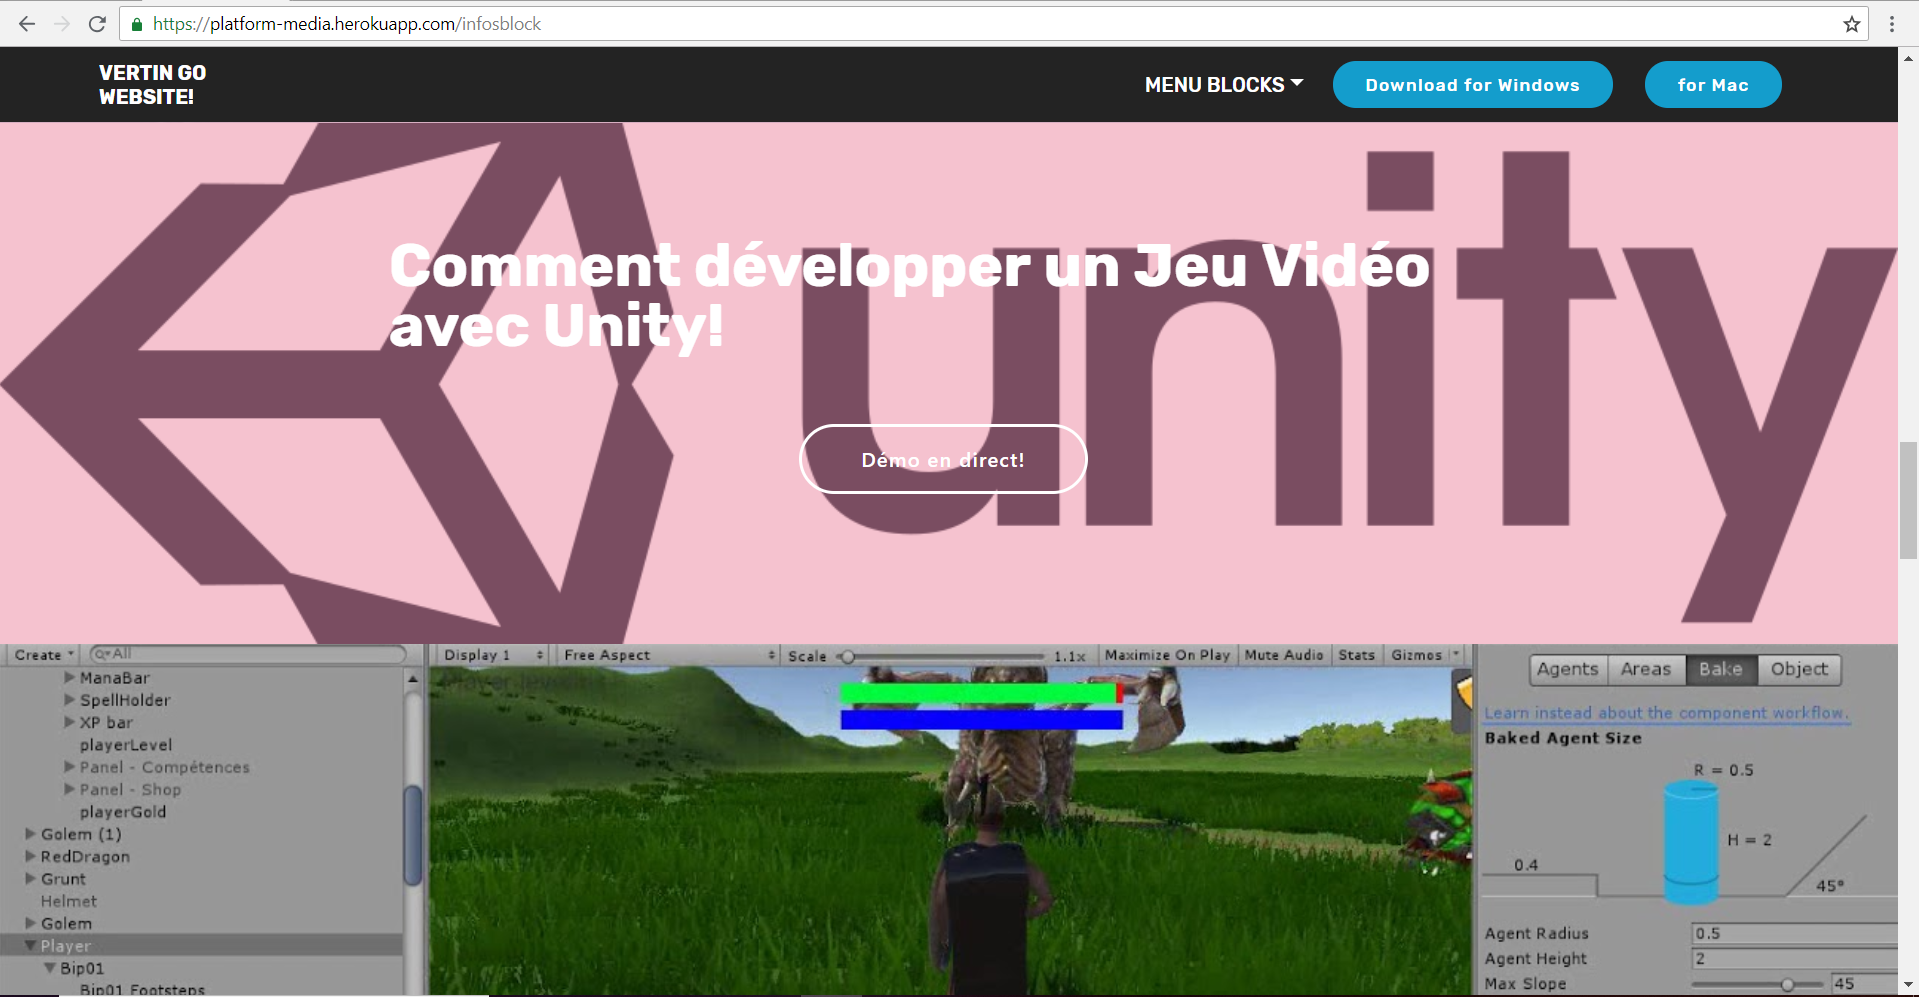 https://platform-media.herokuapp.com/infosblock
VERTIN GO
WEBSITE!
MENU BLOCKS
Download for Windows
for Mac
unity
Comment développer un Jeu Vidéo
avec Unity!
Démo en direct!
Create
All
ManaBar
SpellHolder
XP bar
playerLevel
Panel - Compétences
Panel - Shop
playerGold
Golem (1)
RedDragon
Grunt
Helmet
Golem
Player
Bip01
Bip01 Footsteps
Display 1
Free Aspect
Scale
1.1x
Maximize On Play
Mute Audio
Stats
Gizmos
Agents
Areas
Bake
Object
Learn instead about the component workflow.
Baked Agent Size
R = 0.5
H = 2
0.4
45°
Agent Radius
0.5
Agent Height
2
Max Slope
45